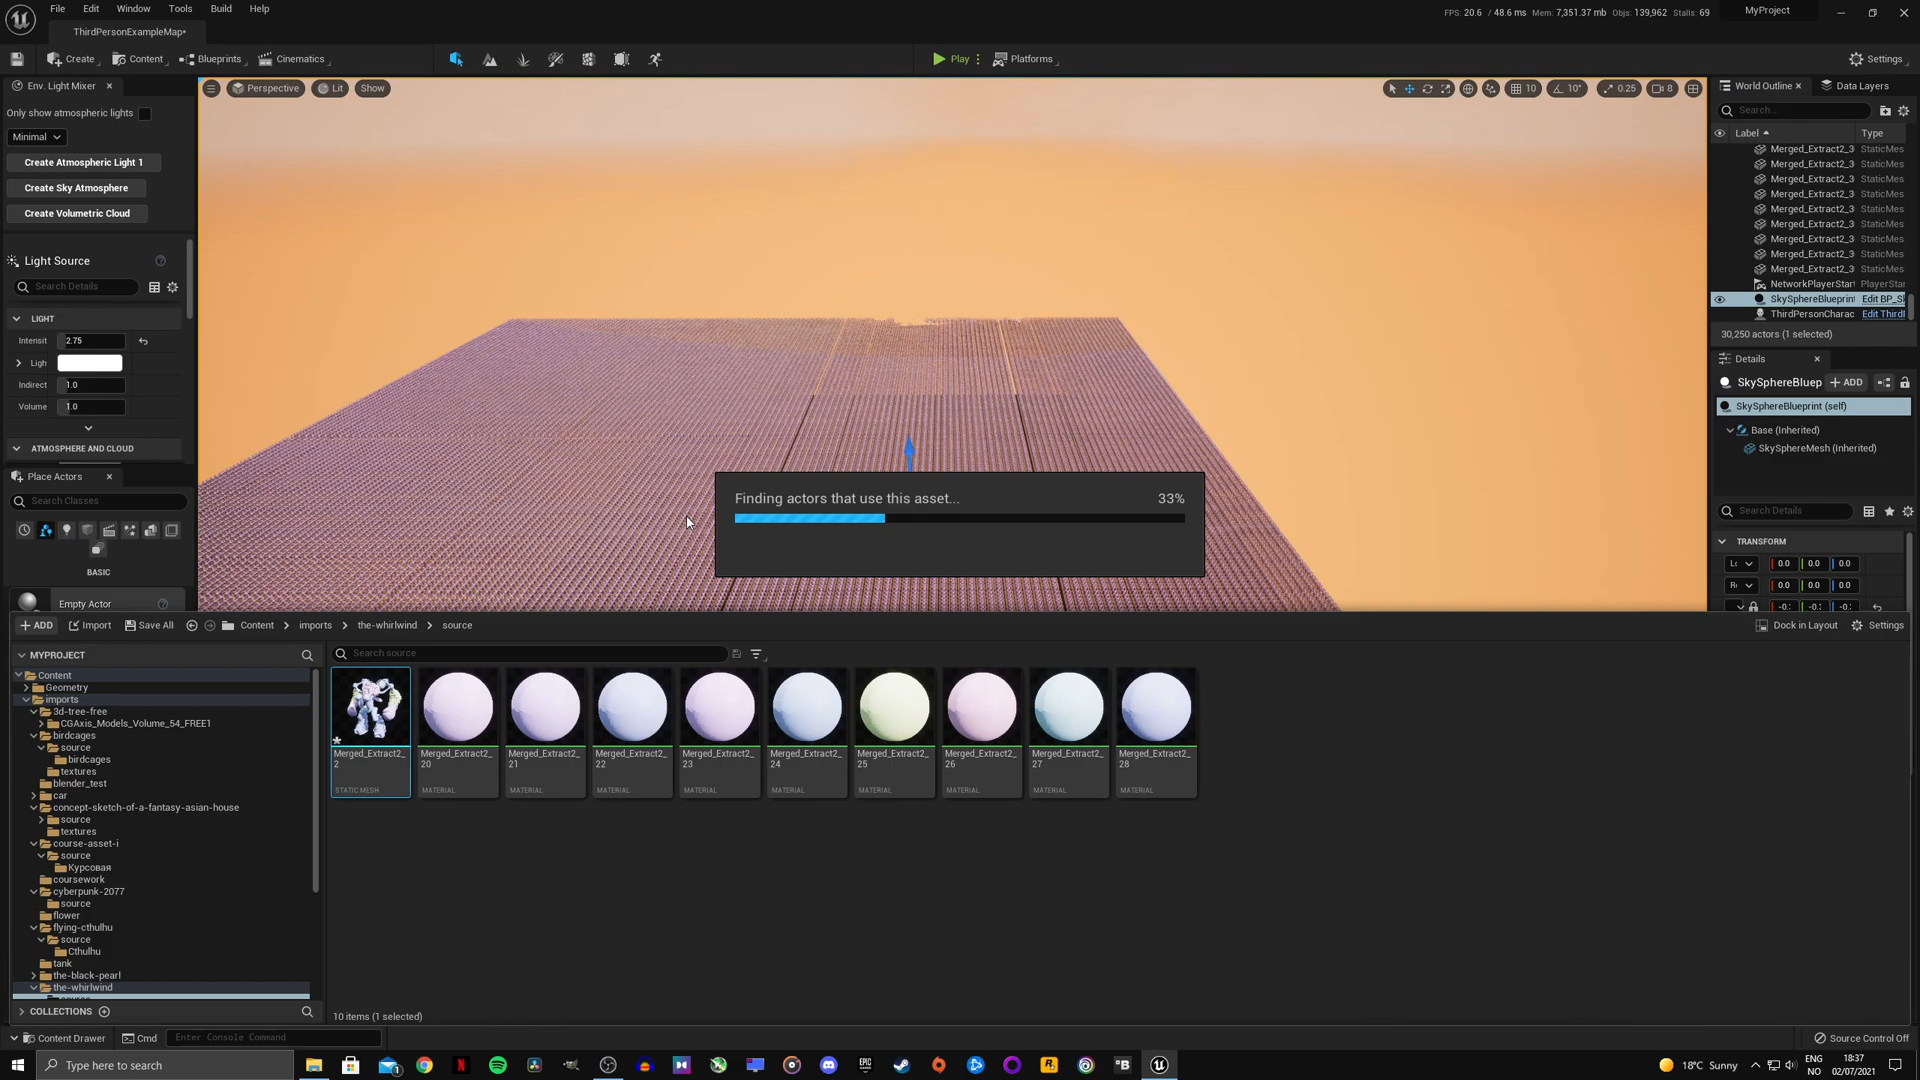 File Edit Window Tools Build Help
FPS: 20.6 / 48.6 ms Mem: 7,351.37 mb Objs: 139,962 Stalls: 69
MyProject
ThirdPersonExampleMap*
Create Content Blueprints Cinematics
Play Platforms
Settings
Env. Light Mixer
Only show atmospheric lights
Minimal
Create Atmospheric Light 1
Create Sky Atmosphere
Create Volumetric Cloud
Light Source
Search Details
LIGHT
Intensit 2.75
Ligh
Indirect 1.0
Volume 1.0
ATMOSPHERE AND CLOUD
Place Actors
Search Classes
BASIC
Empty Actor
Perspective Lit Show
10 10° 0.25 8
Finding actors that use this asset... 33%
World Outline Data Layers
Search...
Label Type
Merged_Extract2_3 StaticMes
Merged_Extract2_3 StaticMes
Merged_Extract2_3 StaticMes
Merged_Extract2_3 StaticMes
Merged_Extract2_3 StaticMes
Merged_Extract2_3 StaticMes
Merged_Extract2_3 StaticMes
Merged_Extract2_3 StaticMes
Merged_Extract2_3 StaticMes
NetworkPlayerStart PlayerStar
SkySphereBlueprint Edit BP_Sk
ThirdPersonCharac Edit ThirdF
30,250 actors (1 selected)
Details
SkySphereBluep ADD
SkySphereBlueprint (self)
Base (Inherited)
SkySphereMesh (Inherited)
Search Details
TRANSFORM
0.0 0.0 0.0
0.0 0.0 0.0
ADD Import Save All Content imports the-whirlwind source
Dock in Layout Settings
MYPROJECT
Search source
Content
Geometry
imports
3d-tree-free
CGAxis_Models_Volume_54_FREE1
birdcages
source
birdcages
textures
blender_test
car
concept-sketch-of-a-fantasy-asian-house
source
textures
course-asset-i
source
Курсовая
coursework
cyberpunk-2077
source
flower
flying-cthulhu
source
Cthulhu
tank
the-black-pearl
the-whirlwind
COLLECTIONS
Merged_Extract2_
2
STATIC MESH
Merged_Extract2_
20
MATERIAL
Merged_Extract2_
21
MATERIAL
Merged_Extract2_
22
MATERIAL
Merged_Extract2_
23
MATERIAL
Merged_Extract2_
24
MATERIAL
Merged_Extract2_
25
MATERIAL
Merged_Extract2_
26
MATERIAL
Merged_Extract2_
27
MATERIAL
Merged_Extract2_
28
MATERIAL
10 items (1 selected)
Content Drawer Cmd Enter Console Command
Source Control Off
Type here to search
18°C Sunny
ENG
NO
18:37
02/07/2021